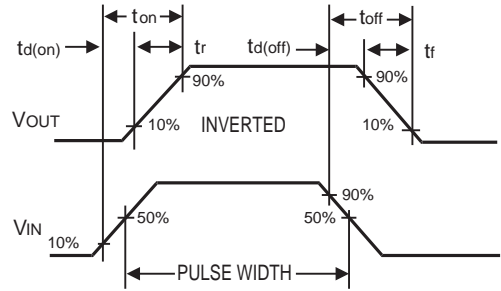 ton toff
td(on) tr td(off) tf
90% 90%
VOUT 10% INVERTED 10%
90%
50% 50%
VIN 10%
PULSE WIDTH